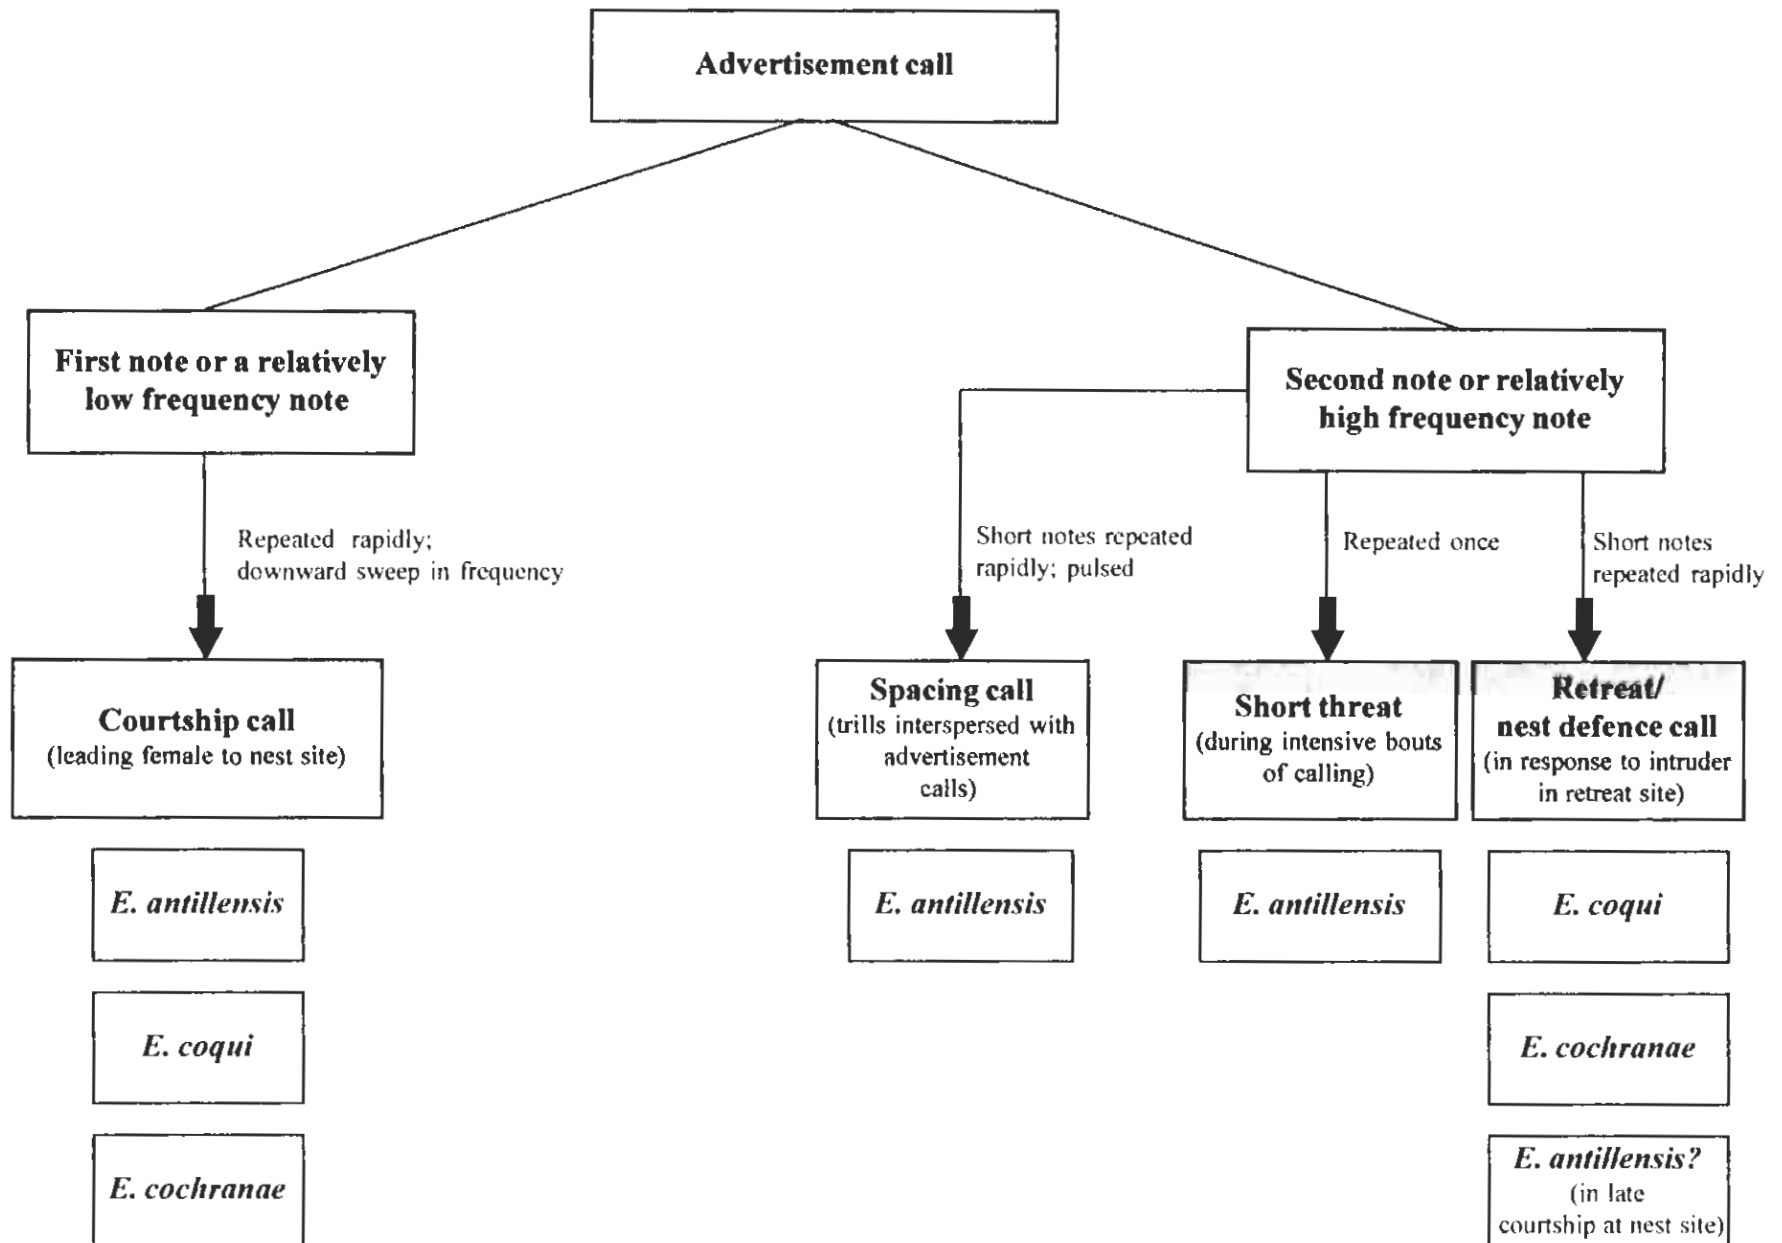 Advertisement call
First note or a relatively
low frequency note
Second note or relatively
high frequency note
Repeated rapidly;
downward sweep in frequency
Short notes repeated
rapidly; pulsed
Repeated once
Short notes
repeated rapidly
Courtship call
(leading female to nest site)
Spacing call
(trills interspersed with
advertisement
calls)
Short threat
(during intensive bouts
of calling)
Retreat/
nest defence call
(in response to intruder
in retreat site)
E. antillensis
E. coqui
E. cochranae
E. antillensis
E. antillensis
E. coqui
E. cochranae
E. antillensis?
(in late
courtship at nest site)